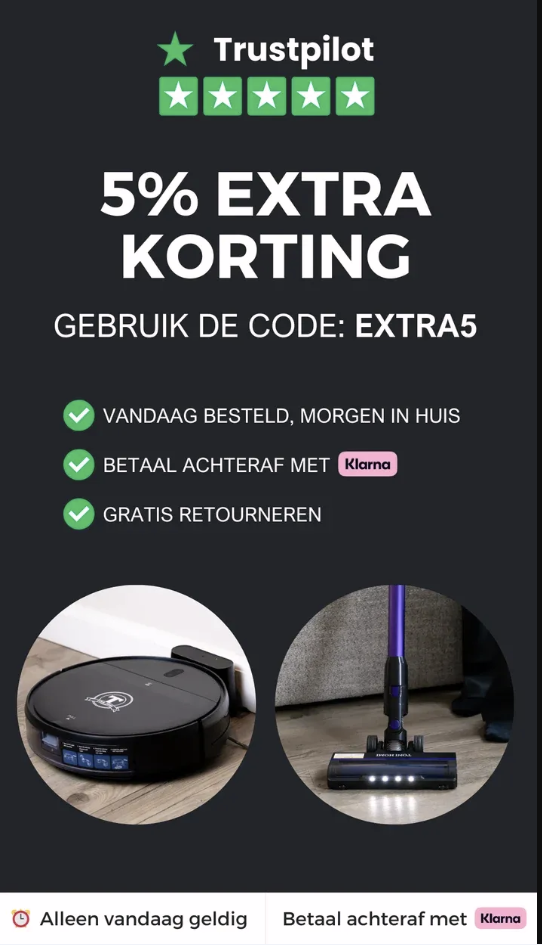 Trustpilot
5% EXTRA
KORTING
GEBRUIK DE CODE: EXTRA5
VANDAAG BESTELD, MORGEN IN HUIS
BETAAL ACHTERAF MET Klarna
GRATIS RETOURNEREN
T
Alleen vandaag geldig
Betaal achteraf met Klarna